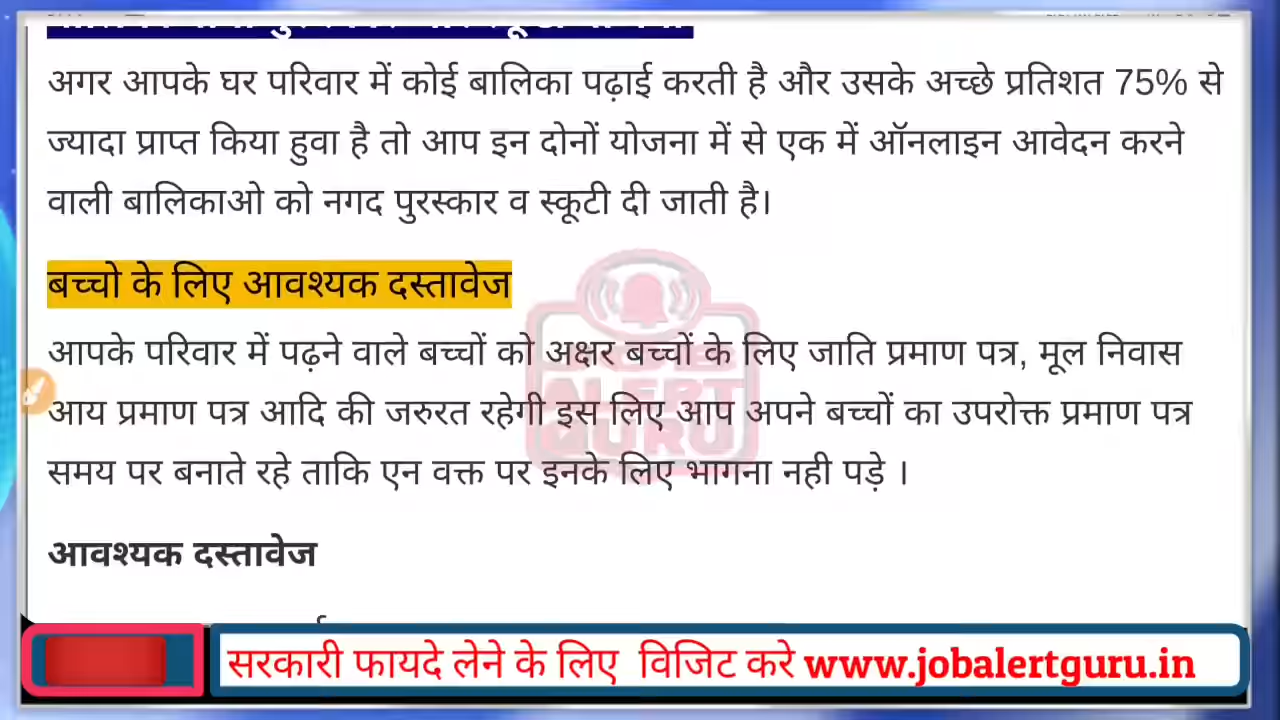 अगर आपके घर परिवार में कोई बालिका पढ़ाई करती है और उसके अच्छे प्रतिशत 75% से
ज्यादा प्राप्त किया हुवा है तो आप इन दोनों योजना में से एक में ऑनलाइन आवेदन करने
वाली बालिकाओ को नगद पुरस्कार व स्कूटी दी जाती है।
बच्चो के लिए आवश्यक दस्तावेज
आपके परिवार में पढ़ने वाले बच्चों को अक्षर बच्चों के लिए जाति प्रमाण पत्र, मूल निवास
आय प्रमाण पत्र आदि की जरुरत रहेगी इस लिए आप अपने बच्चों का उपरोक्त प्रमाण पत्र
समय पर बनाते रहे ताकि एन वक्त पर इनके लिए भागना नही पड़े ।
ALERT
GURU
आवश्यक दस्तावेज
सरकारी फायदे लेने के लिए विजिट करे www.jobalertguru.in